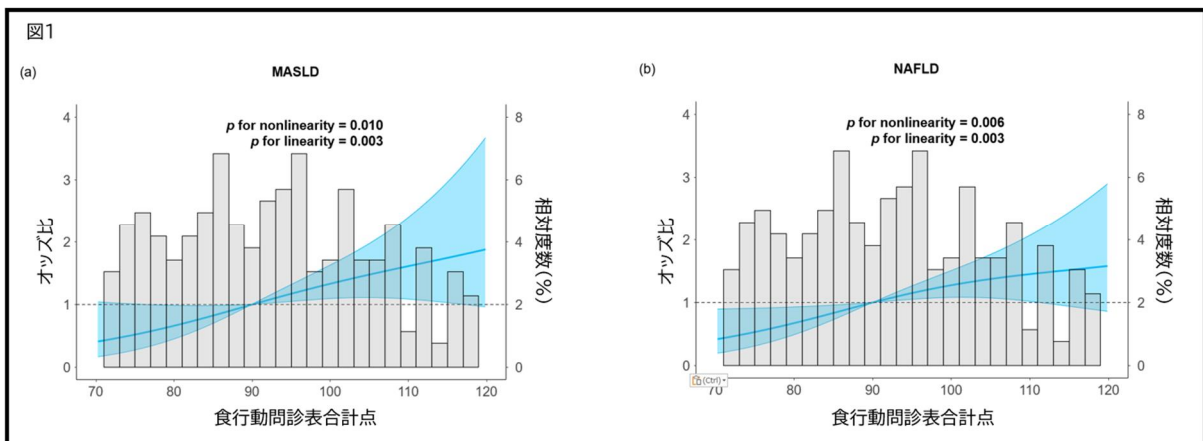 図1
(a)
MASLD
p for nonlinearity = 0.010
p for linearity = 0.003
4
3
2
1
0
オッズ比
8
6
4
2
0
相対度数(%)
70 80 90 100 110 120
食行動問診表合計点
(b)
NAFLD
p for nonlinearity = 0.006
p for linearity = 0.003
4
3
2
1
0
オッズ比
8
6
4
2
0
相対度数(%)
(Ctrl)
70 80 90 100 110 120
食行動問診表合計点